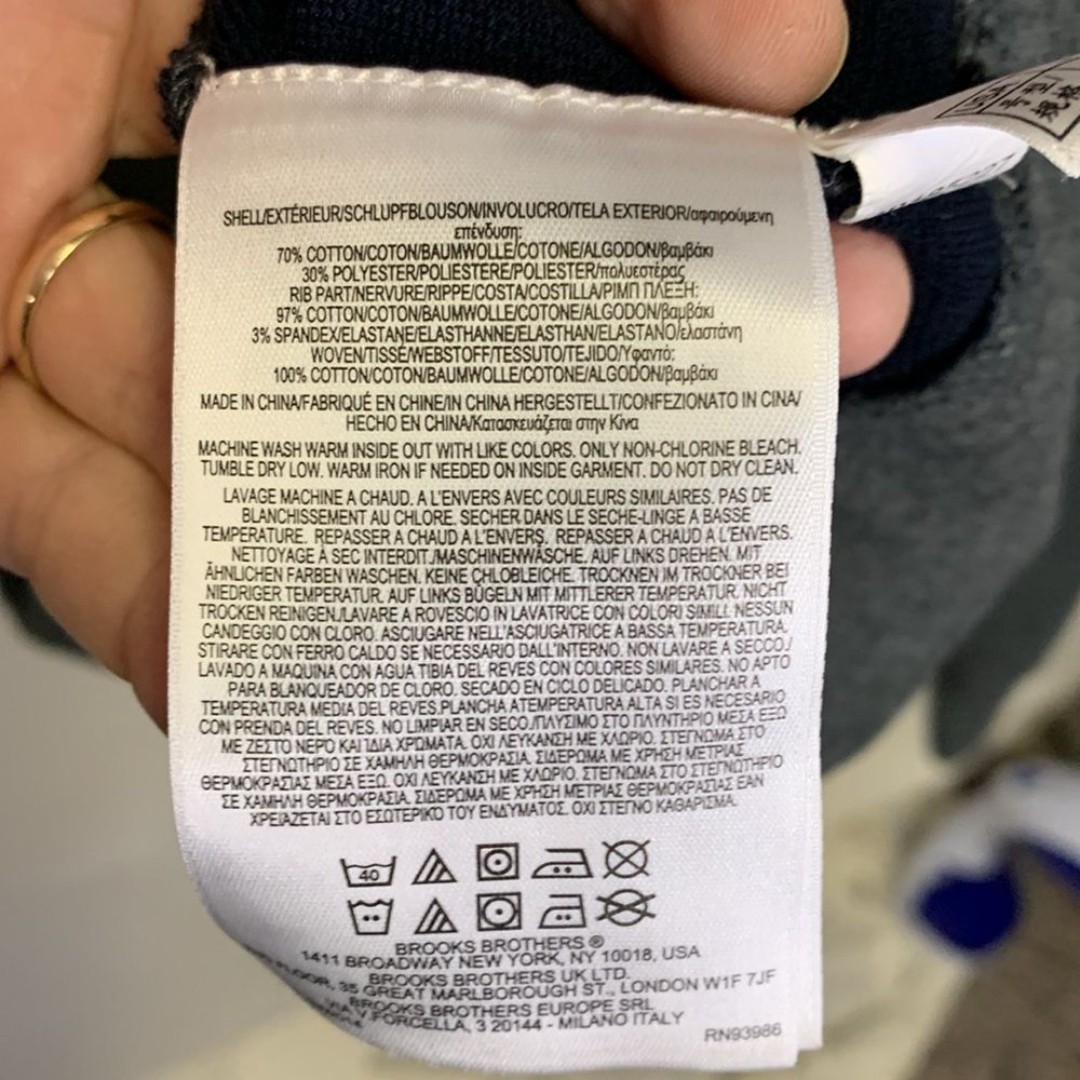 SHELL/EXTÉRIEUR/SCHLUPFBLOUSON/INVOLUCRO/TELA EXTERIOR/αφαιρούμενη
επένδυση:
70% COTTON/COTON/BAUMWOLLE/COTONE/ALGODON/βαμβάκι
30% POLYESTER/POLIESTERE/POLIESTER/πολυεστέρας
RIB PART/NERVURE/RIPPE/COSTA/COSTILLA/ΡΙΜΠ ΠΛΕΞΗ:
97% COTTON/COTON/BAUMWOLLE/COTONE/ALGODON/βαμβάκι
3% SPANDEX/ELASTANE/ELASTHANNE/ELASTHAN/ELASTANO/ελαστάνη
WOVEN/TISSÉ/WEBSTOFF/TESSUTO/TEJIDO/Υφαντό:
100% COTTON/COTON/BAUMWOLLE/COTONE/ALGODON/βαμβάκι
MADE IN CHINA/FABRIQUÉ EN CHINE/IN CHINA HERGESTELLT/CONFEZIONATO IN CINA/
HECHO EN CHINA/Κατασκευάζεται στην Κίνα
MACHINE WASH WARM INSIDE OUT WITH LIKE COLORS. ONLY NON-CHLORINE BLEACH.
TUMBLE DRY LOW. WARM IRON IF NEEDED ON INSIDE GARMENT. DO NOT DRY CLEAN.
LAVAGE MACHINE A CHAUD. A L'ENVERS AVEC COULEURS SIMILAIRES. PAS DE
BLANCHISSEMENT AU CHLORE. SECHER DANS LE SECHE-LINGE A BASSE
TEMPERATURE. REPASSER A CHAUD A L'ENVERS. REPASSER A CHAUD A L'ENVERS.
NETTOYAGE À SEC INTERDIT./MASCHINENWÄSCHE. AUF LINKS DREHEN. MIT
ÄHNLICHEN FARBEN WASCHEN. KEINE ÇHLOBLEICHE. TROCKNEN IM TROCKNER BEI
NIEDRIGER TEMPERATUR. AUF LINKS BÜGELN MIT MITTLERER TEMPERATUR. NICHT
TROCKEN REINIGEN./LAVARE A ROVESCIO IN LAVATRICE CON COLORI SIMILI. NESSUN
CANDEGGIO CON CLORO. ASCIUGARE NELL'ASCIUGATRICE A BASSA TEMPERATURA.
STIRARE CON FERRO CALDO SE NECESSARIO DALL'INTERNO. NON LAVARE A SECCO./
LAVADO A MAQUINA CON AGUA TIBIA DEL REVES CON COLORES SIMILARES. NO APTO
PARA BLANQUEADOR DE CLORO. SECADO EN CICLO DELICADO. PLANCHAR A
TEMPERATURA MEDIA DEL REVES.PLANCHA ATEMPERATURA ALTA SI ES NECESARIO
CON PRENDA DEL REVES. NO LIMPIAR EN SECO./ΠΛΥΣΙΜΟ ΣΤΟ ΠΛΥΝΤΗΡΙΟ ΜΕΣΑ ΕΞΩ
ΜΕ ΖΕΣΤΟ ΝΕΡΟ ΚΑΙ ΙΔΙΑ ΧΡΩΜΑΤΑ. ΟΧΙ ΛΕΥΚΑΝΣΗ ΜΕ ΧΛΩΡΙΟ. ΣΤΕΓΝΩΜΑ ΣΤΟ
ΣΤΕΓΝΩΤΗΡΙΟ ΣΕ ΧΑΜΗΛΗ ΘΕΡΜΟΚΡΑΣΙΑ. ΣΙΔΕΡΩΜΑ ΜΕ ΧΡΗΣΗ ΜΕΤΡΙΑΣ
ΘΕΡΜΟΚΡΑΣΙΑΣ ΜΕΣΑ ΕΞΩ. ΟΧΙ ΛΕΥΚΑΝΣΗ ΜΕ ΧΛΩΡΙΟ. ΣΤΕΓΝΩΜΑ ΣΤΟ ΣΤΕΓΝΩΤΗΡΙΟ
ΣΕ ΧΑΜΗΛΗ ΘΕΡΜΟΚΡΑΣΙΑ. ΣΙΔΕΡΩΜΑ ΜΕ ΧΡΗΣΗ ΜΕΤΡΙΑΣ ΘΕΡΜΟΚΡΑΣΙΑΣ ΕΑΝ
ΧΡΕΙΑΖΕΤΑΙ ΣΤΟ ΕΣΩΤΕΡΙΚΟ ΤΟΥ ΕΝΔΥΜΑΤΟΣ. ΟΧΙ ΣΤΕΓΝΟ ΚΑΘΑΡΙΣΜΑ.
40
BROOKS BROTHERS ®
1411 BROADWAY NEW YORK, NY 10018, USA
BROOKS BROTHERS UK LTD.
FLOOR, 35 GREAT MARLBOROUGH ST., LONDON W1F 7JF
BROOKS BROTHERS EUROPE SRL
VIA V.FORCELLA, 3 20144 - MILANO ITALY
RN93986